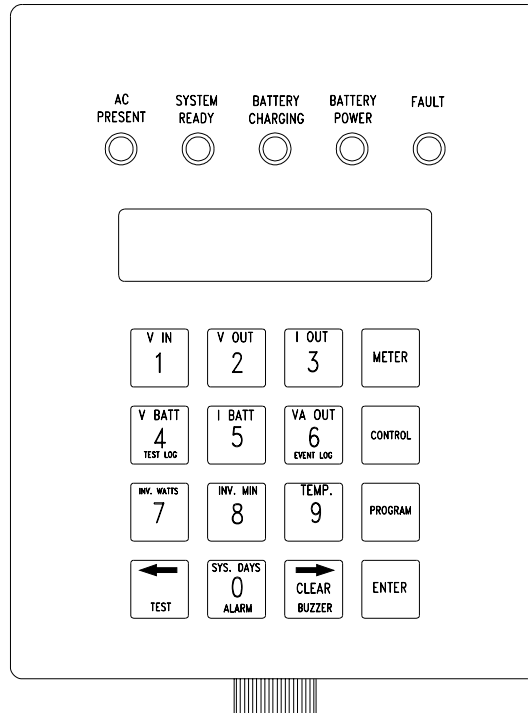 AC PRESENT
SYSTEM READY
BATTERY CHARGING
BATTERY POWER
FAULT
V IN
1
V OUT
2
I OUT
3
METER
V BATT
4
TEST LOG
I BATT
5
VA OUT
6
EVENT LOG
CONTROL
INV. WATTS
7
INV. MIN
8
TEMP.
9
PROGRAM
TEST
SYS. DAYS
0
ALARM
CLEAR
BUZZER
ENTER